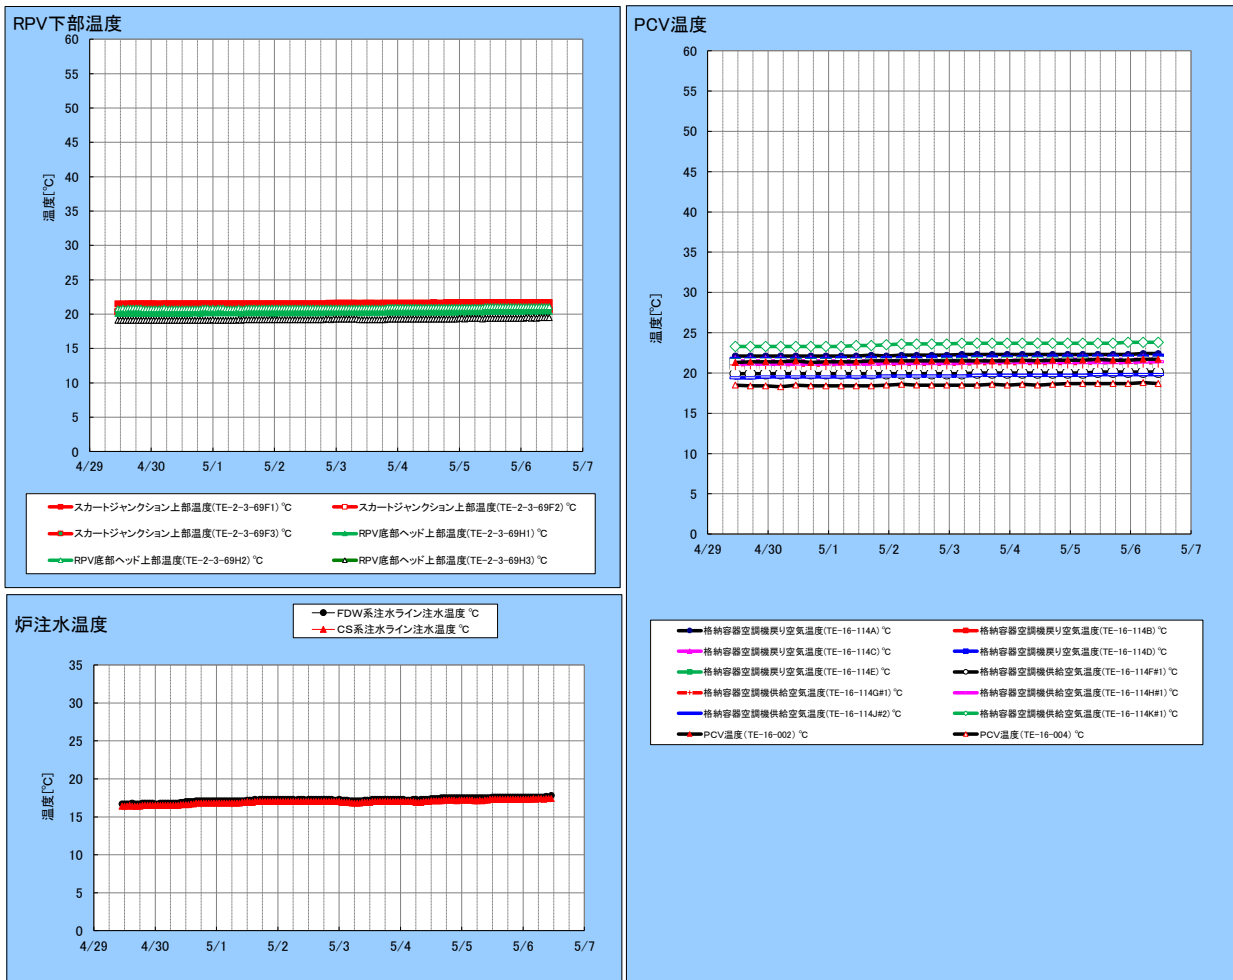 RPV下部温度
60
55
50
45
40
35
30
25
20
15
10
5
0
温度[℃]
4/29 4/30 5/1 5/2 5/3 5/4 5/5 5/6 5/7
スカートジャンクション上部温度(TE-2-3-69F1) ℃
スカートジャンクション上部温度(TE-2-3-69F2) ℃
スカートジャンクション上部温度(TE-2-3-69F3) ℃
RPV底部ヘッド上部温度(TE-2-3-69H1) ℃
RPV底部ヘッド上部温度(TE-2-3-69H2) ℃
RPV底部ヘッド上部温度(TE-2-3-69H3) ℃
炉注水温度
FDW系注水ライン注水温度 ℃
CS系注水ライン注水温度 ℃
35
30
25
20
15
10
5
0
温度[℃]
4/29 4/30 5/1 5/2 5/3 5/4 5/5 5/6 5/7
PCV温度
60
55
50
45
40
35
30
25
20
15
10
5
0
温度[℃]
4/29 4/30 5/1 5/2 5/3 5/4 5/5 5/6 5/7
格納容器空調機戻り空気温度(TE-16-114A) ℃
格納容器空調機戻り空気温度(TE-16-114B) ℃
格納容器空調機戻り空気温度(TE-16-114C) ℃
格納容器空調機戻り空気温度(TE-16-114D) ℃
格納容器空調機戻り空気温度(TE-16-114E) ℃
格納容器空調機供給空気温度(TE-16-114F#1) ℃
格納容器空調機供給空気温度(TE-16-114G#1) ℃
格納容器空調機供給空気温度(TE-16-114H#1) ℃
格納容器空調機供給空気温度(TE-16-114J#2) ℃
格納容器空調機供給空気温度(TE-16-114K#1) ℃
PCV温度(TE-16-002) ℃
PCV温度(TE-16-004) ℃